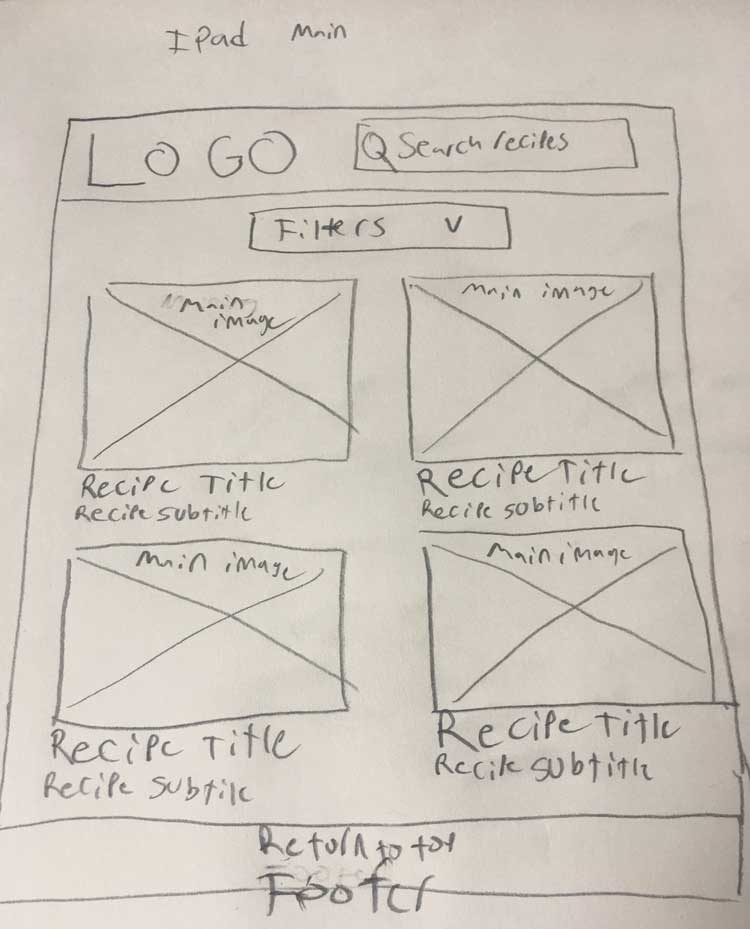 IPad Main
LOGO
Search recipes
Filters V
Main image
Main image
Recipe Title
Recipe subtitle
Recipe Title
Recipe subtitle
Main image
Main image
Recipe Title
Recipe subtitle
Recipe Title
Recipe subtitle
Return to top
Footer